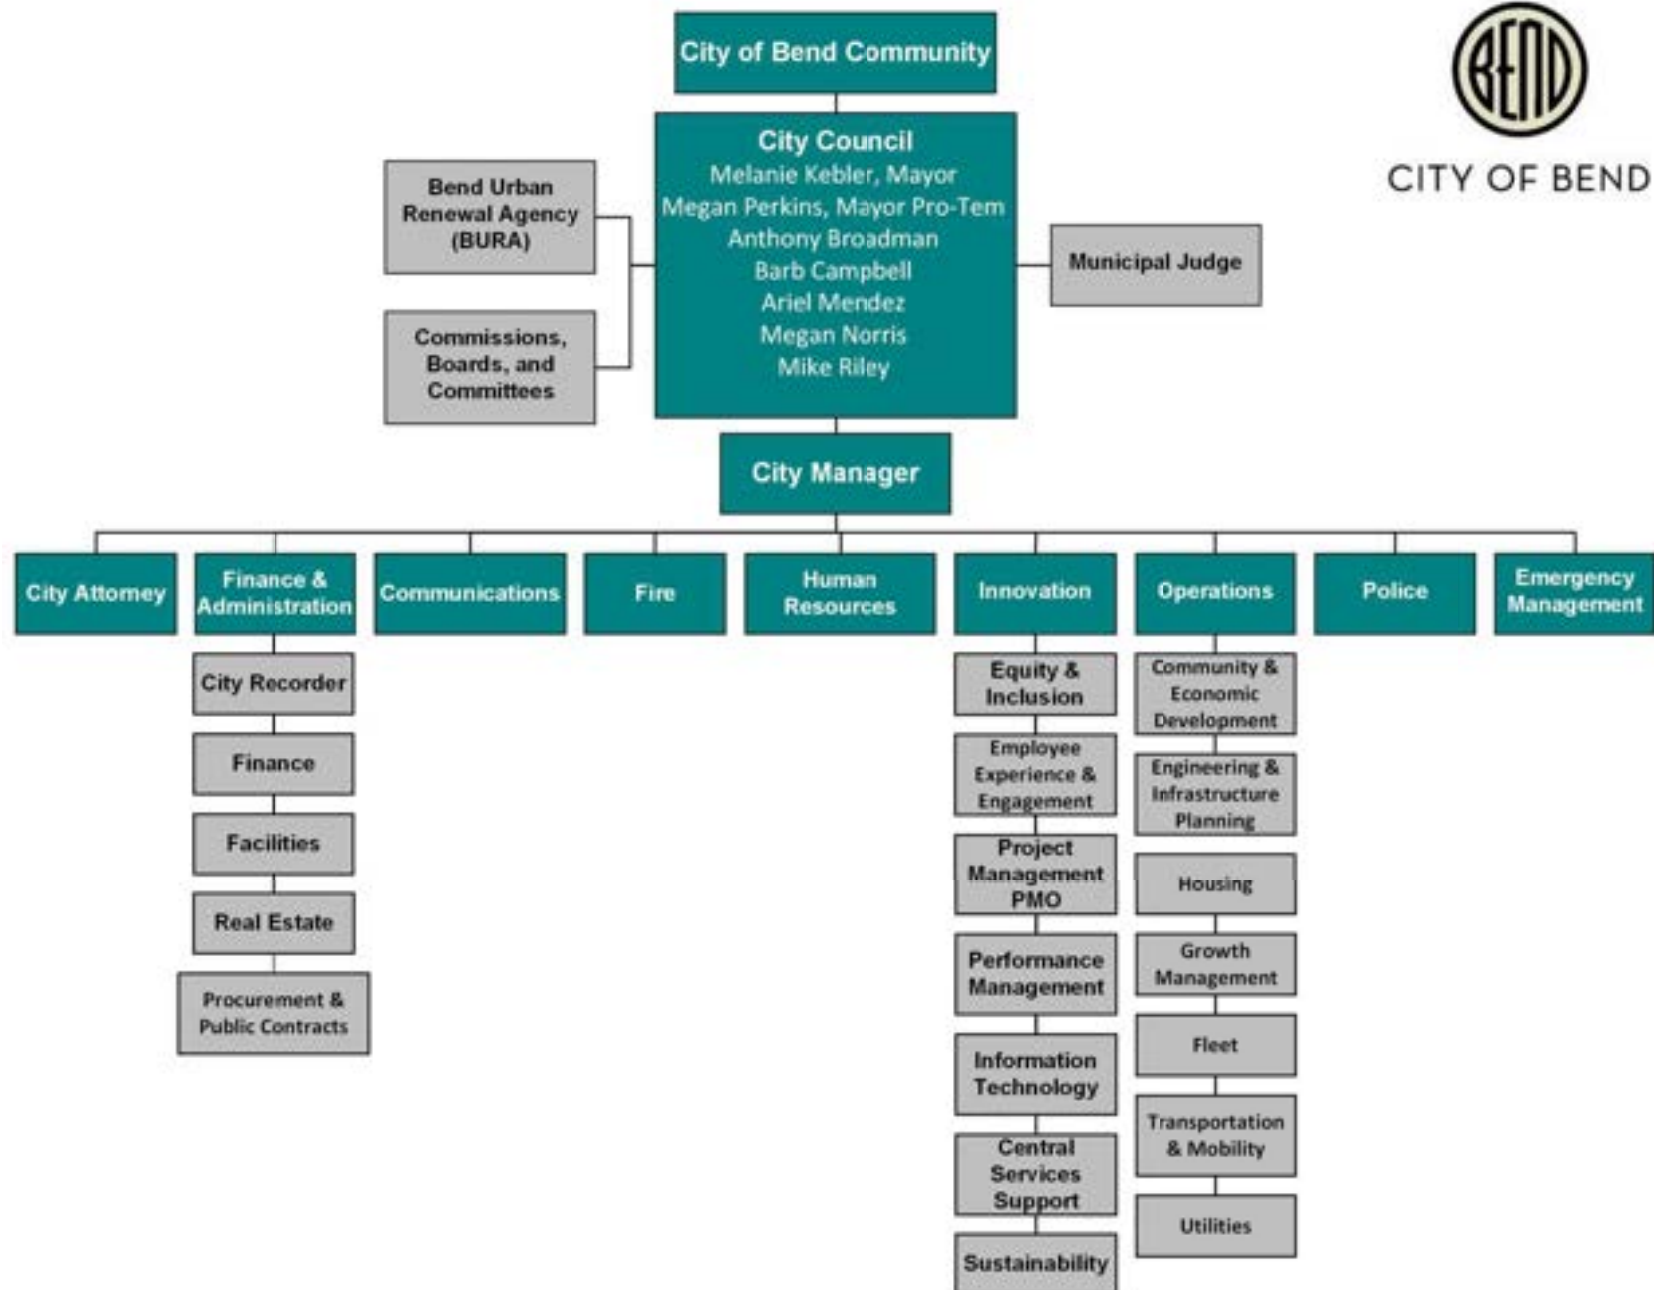 City of Bend Community
BEND
CITY OF BEND
City Council
Melanie Kebler, Mayor
Megan Perkins, Mayor Pro-Tem
Anthony Broadman
Barb Campbell
Ariel Mendez
Megan Norris
Mike Riley
Bend Urban
Renewal Agency
(BURA)
Commissions,
Boards, and
Committees
Municipal Judge
City Manager
City Attorney
Finance &
Administration
Communications
Fire
Human
Resources
Innovation
Operations
Police
Emergency
Management
City Recorder
Finance
Facilities
Real Estate
Procurement &
Public Contracts
Equity &
Inclusion
Employee
Experience &
Engagement
Project
Management
PMO
Performance
Management
Information
Technology
Central
Services
Support
Sustainability
Community &
Economic
Development
Engineering &
Infrastructure
Planning
Housing
Growth
Management
Fleet
Transportation
& Mobility
Utilities